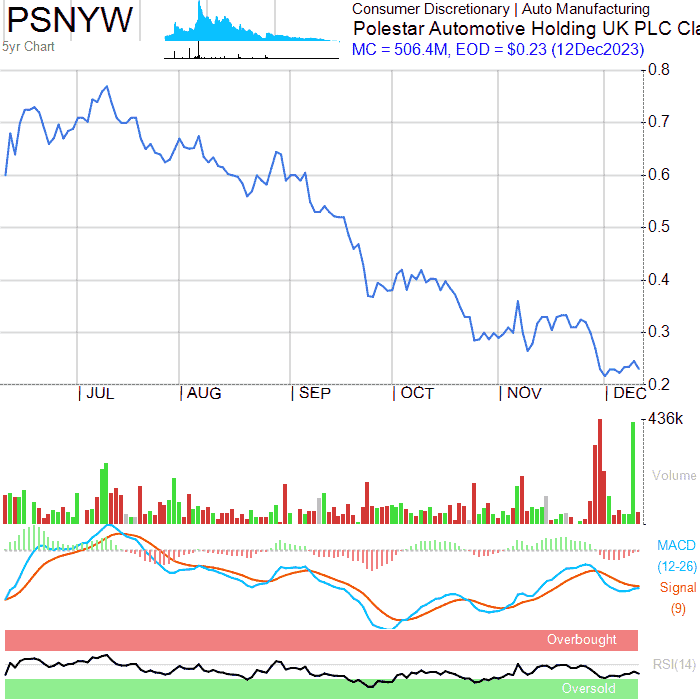 PSNYW
5yr Chart
Consumer Discretionary | Auto Manufacturing
Polestar Automotive Holding UK PLC Cla
MC = 506.4M, EOD = $0.23 (12Dec2023)
0.8
0.7
0.6
0.5
0.4
0.3
0.2
| JUL | AUG | SEP | OCT | NOV | DEC
436k
Volume
MACD
(12-26)
Signal
(9)
Overbought
RSI(14)
Oversold